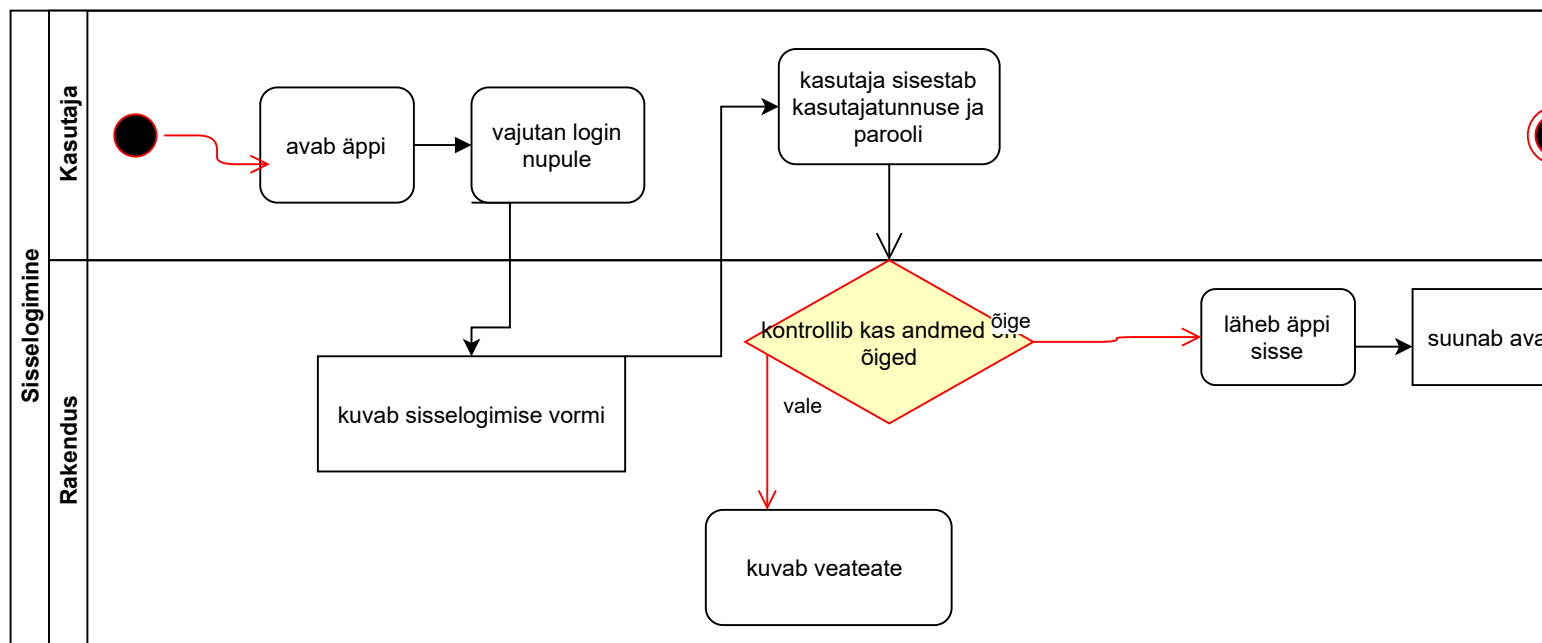 Sisselogimine
Kasutaja
avab äppi
vajutan login
nupule
kasutaja sisestab
kasutajatunnuse ja
parooli
Rakendus
kuvab sisselogimise vormi
kontrollib kas andmed on
õiged
õige
vale
kuvab veateate
läheb äppi
sisse
suunab